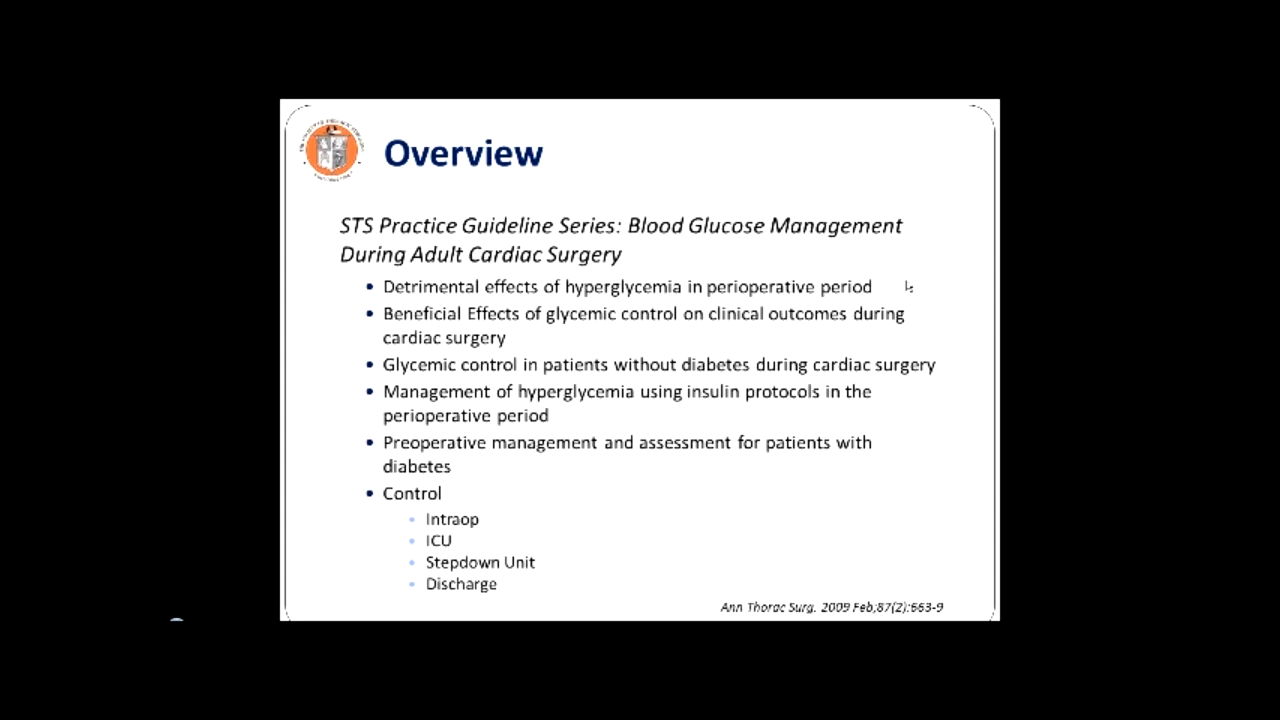 Overview
STS Practice Guideline Series: Blood Glucose Management
During Adult Cardiac Surgery
• Detrimental effects of hyperglycemia in perioperative period
• Beneficial Effects of glycemic control on clinical outcomes during
cardiac surgery
• Glycemic control in patients without diabetes during cardiac surgery
• Management of hyperglycemia using insulin protocols in the
perioperative period
• Preoperative management and assessment for patients with
diabetes
• Control
• Intraop
• ICU
• Stepdown Unit
• Discharge
Ann Thorac Surg. 2009 Feb;87(2):663-9